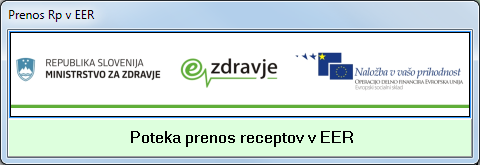 Prenos Rp v EER
REPUBLIKA SLOVENIJA
MINISTRSTVO ZA ZDRAVJE
eZdravje
Naložba v vašo prihodnost
OPERACIJO DELNO FINANCIRA EVROPSKA UNIJA
Evropski socialni sklad
Poteka prenos receptov v EER